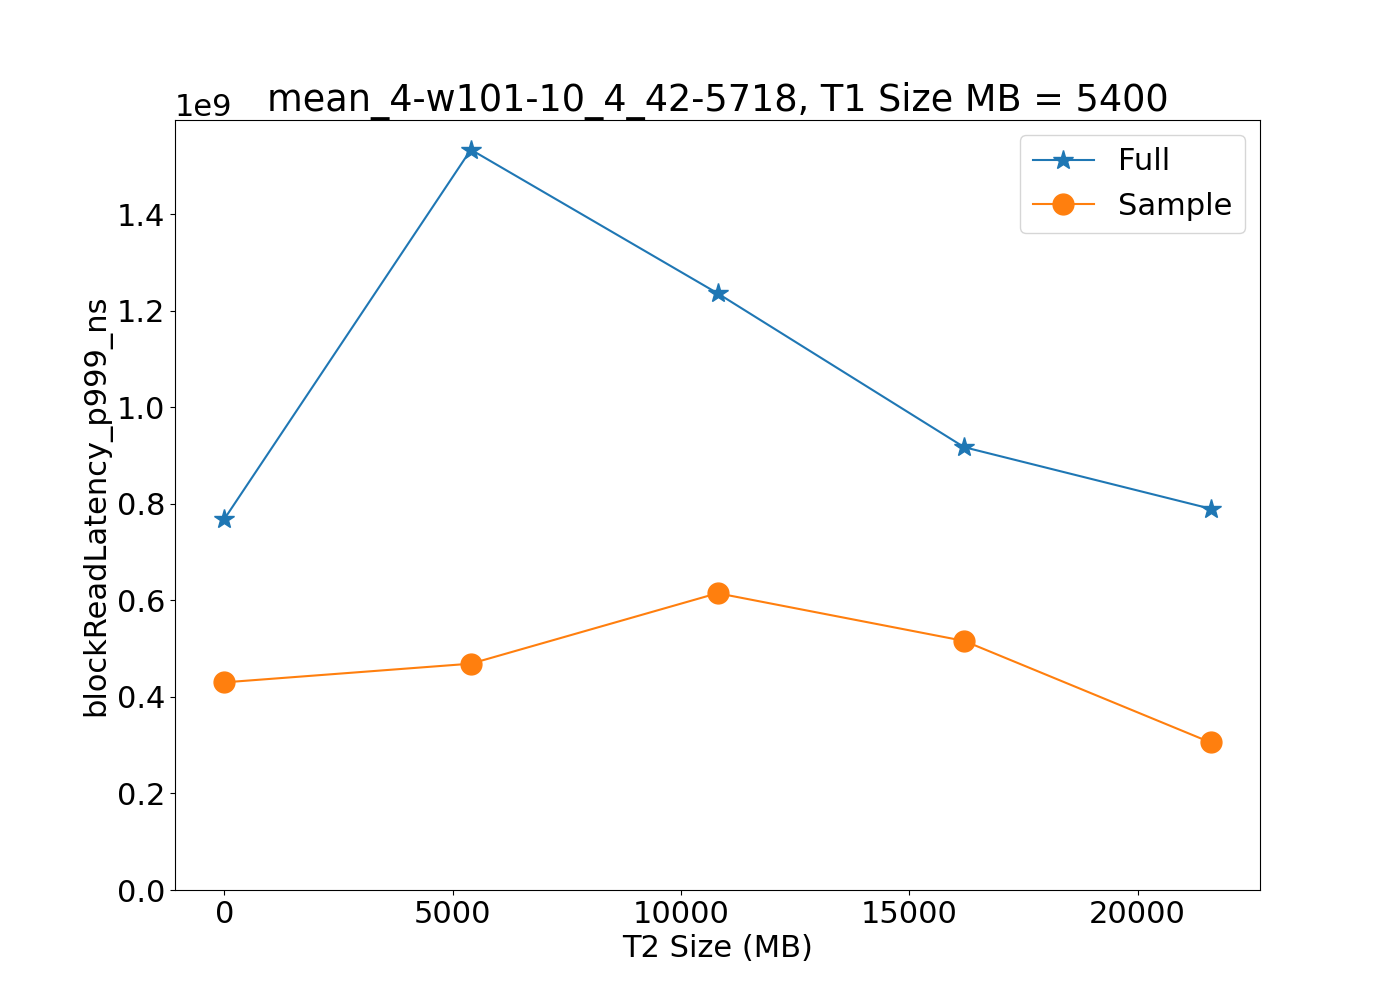 1e9
mean_4-w101-10_4_42-5718, T1 Size MB = 5400
Full
Sample
blockReadLatency_p999_ns
1.4
1.2
1.0
0.8
0.6
0.4
0.2
0.0
0
5000
10000
15000
20000
T2 Size (MB)